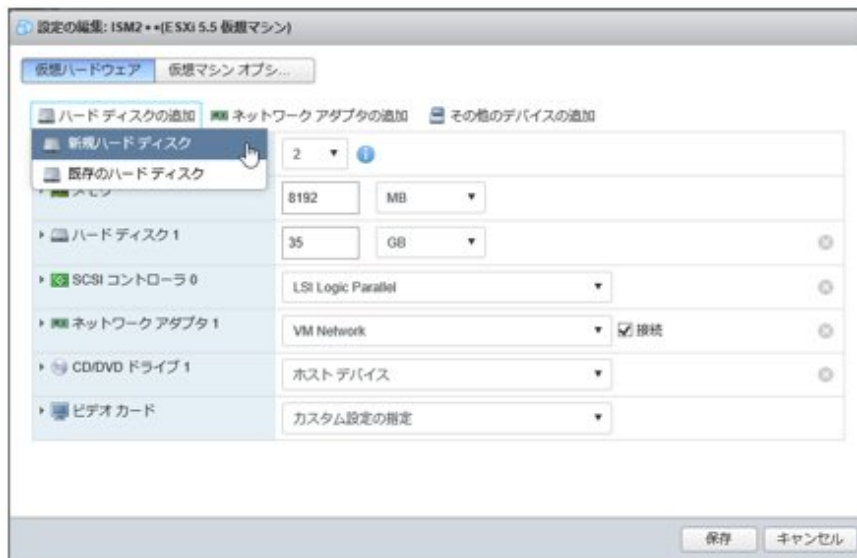 設定の編集: ISM2**(ESXi 5.5 仮想マシン)
仮想ハードウェア
仮想マシン オプシ...
ハード ディスクの追加
ネットワーク アダプタの追加
その他のデバイスの追加
新規ハード ディスク
既存のハード ディスク
2
8192
MB
ハード ディスク 1
35
GB
SCSI コントローラ 0
LSI Logic Parallel
ネットワーク アダプタ 1
VM Network
接続
CD/DVD ドライブ 1
ホスト デバイス
ビデオ カード
カスタム設定の指定
保存
キャンセル